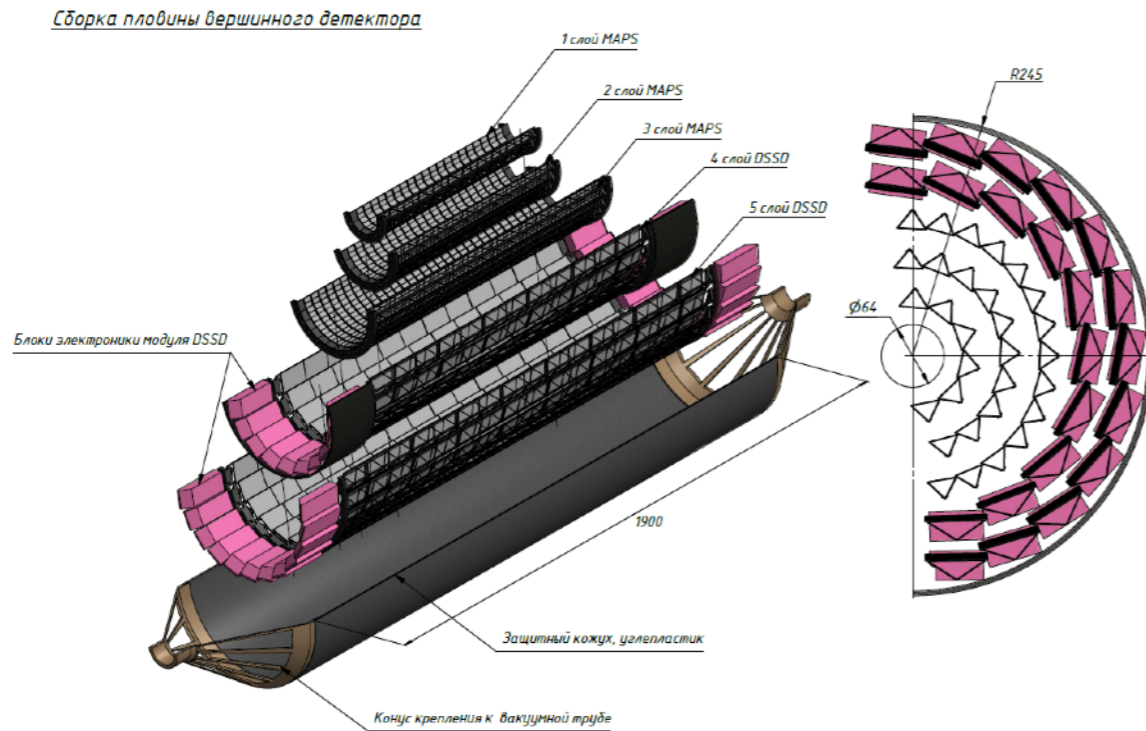 Сборка пловины вершинного детектора
1 слой MAPS
2 слой MAPS
3 слой MAPS
4 слой DSSD
5 слой DSSD
R245
Ø64
Блоки электроники модуля DSSD
1900
Защитный кожух, углепластик
Конус крепления к вакуумной трубе